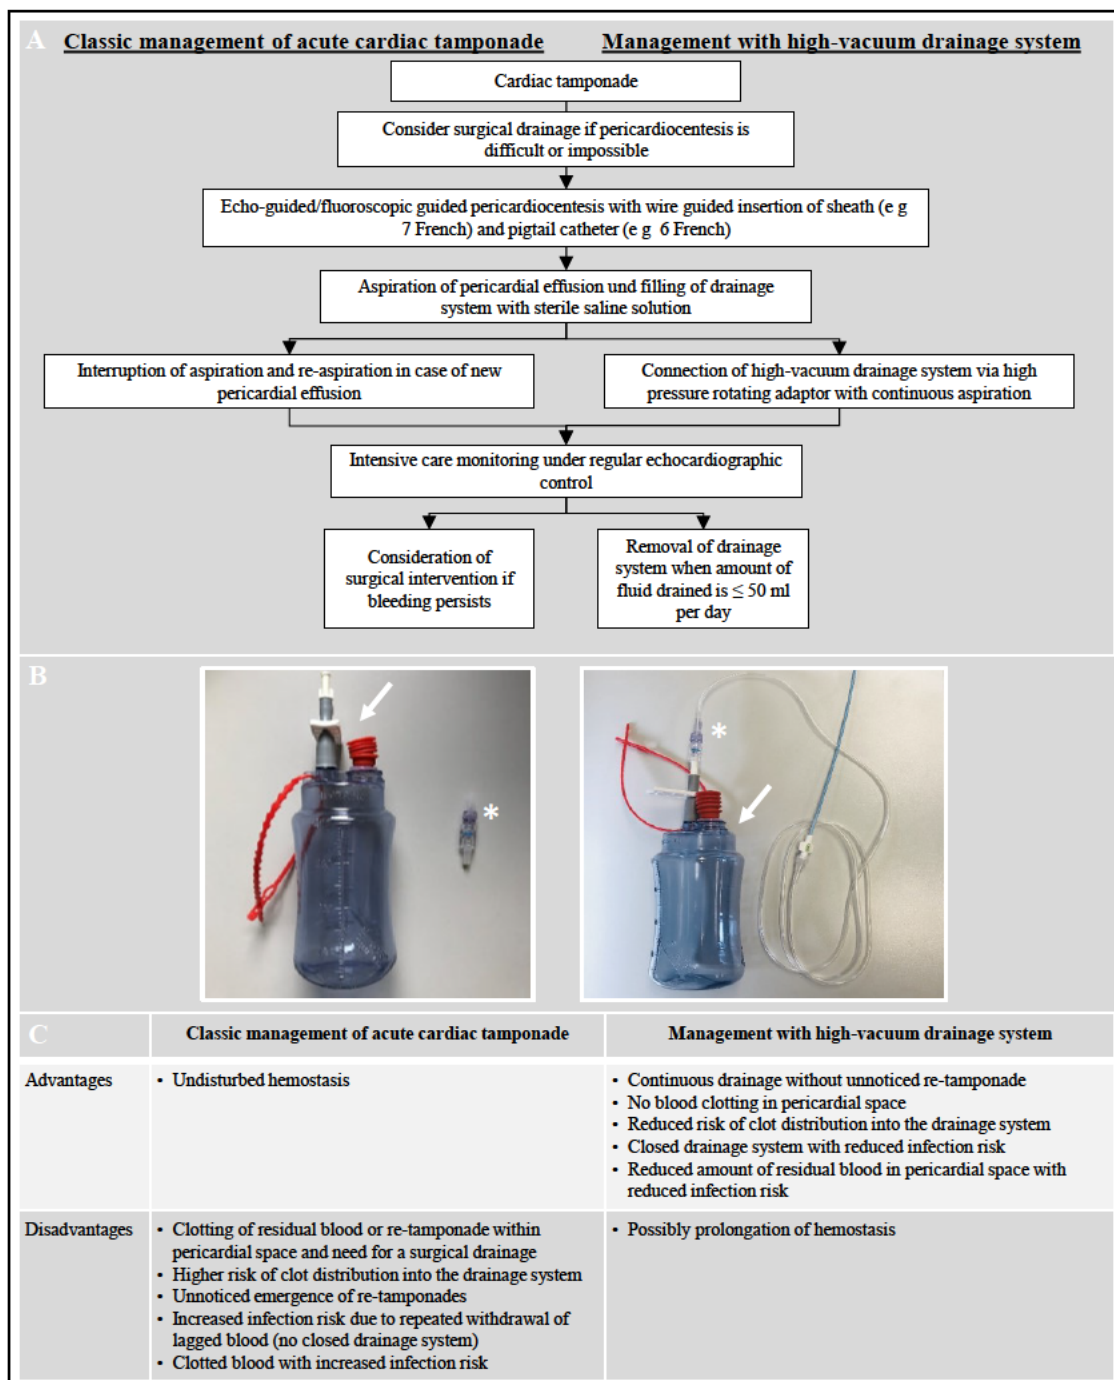 A
Classic management of acute cardiac tamponade
Management with high-vacuum drainage system
Cardiac tamponade
Consider surgical drainage if pericardiocentesis is
difficult or impossible
Echo-guided/fluoroscopic guided pericardiocentesis with wire guided insertion of sheath (e g
7 French) and pigtail catheter (e g 6 French)
Aspiration of pericardial effusion und filling of drainage
system with sterile saline solution
Interruption of aspiration and re-aspiration in case of new
pericardial effusion
Connection of high-vacuum drainage system via high
pressure rotating adaptor with continuous aspiration
Intensive care monitoring under regular echocardiographic
control
Consideration of
surgical intervention if
bleeding persists
Removal of drainage
system when amount of
fluid drained is ≤ 50 ml
per day
B
*
*
C
Classic management of acute cardiac tamponade
Management with high-vacuum drainage system
Advantages
• Undisturbed hemostasis
• Continuous drainage without unnoticed re-tamponade
• No blood clotting in pericardial space
• Reduced risk of clot distribution into the drainage system
• Closed drainage system with reduced infection risk
• Reduced amount of residual blood in pericardial space with
reduced infection risk
Disadvantages
• Clotting of residual blood or re-tamponade within
pericardial space and need for a surgical drainage
• Higher risk of clot distribution into the drainage system
• Unnoticed emergence of re-tamponades
• Increased infection risk due to repeated withdrawal of
lagged blood (no closed drainage system)
• Clotted blood with increased infection risk
• Possibly prolongation of hemostasis